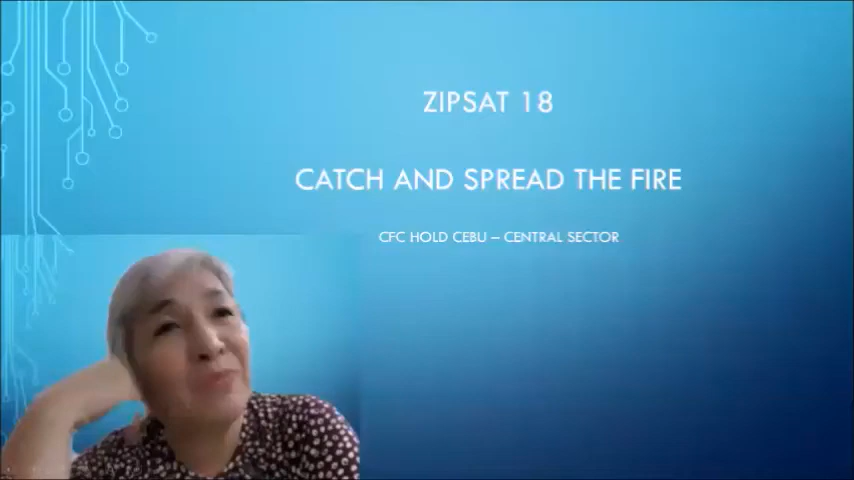 ZIPSAT 18
CATCH AND SPREAD THE FIRE
CFC HOLD CEBU – CENTRAL SECTOR